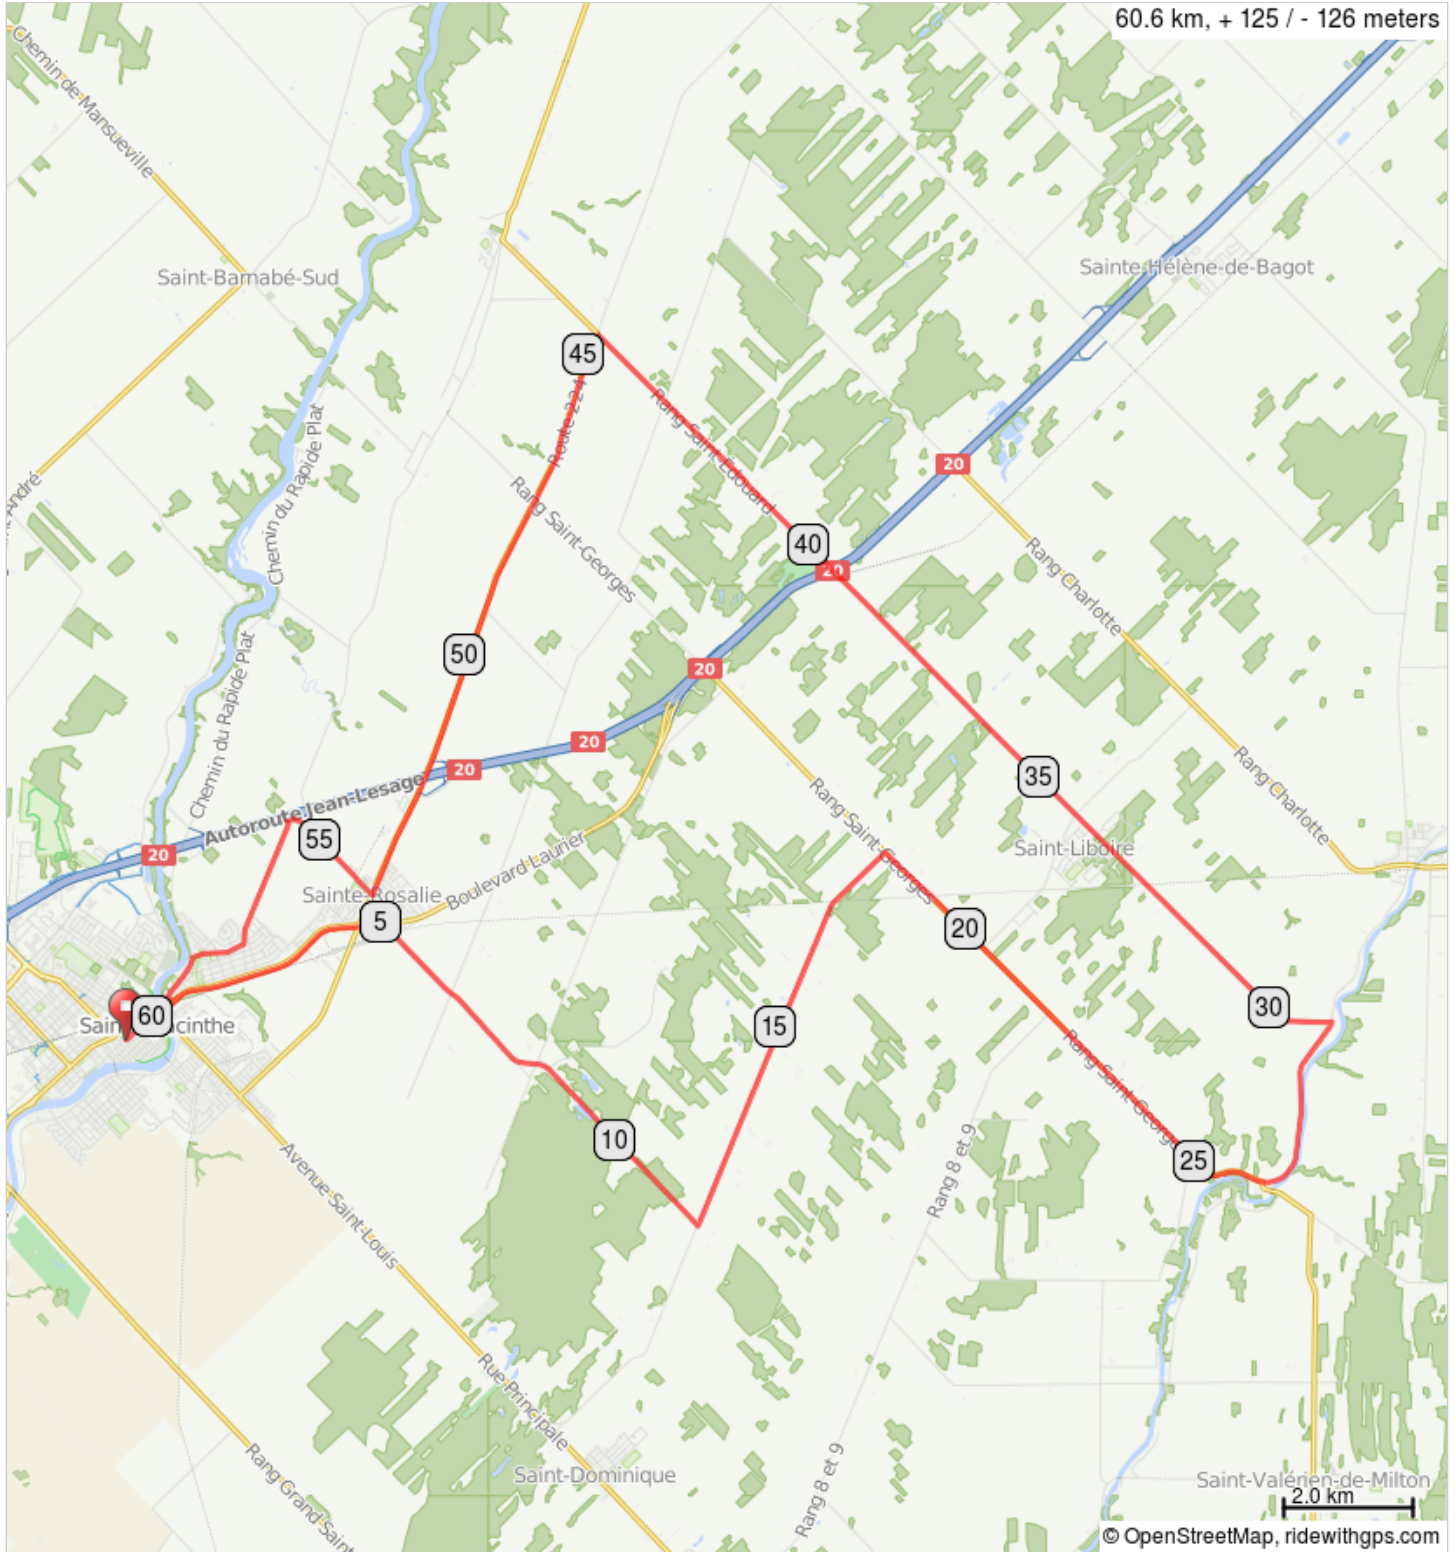 60.6 km, + 125 / - 126 meters
Chemin de Mansueville
Saint-Barnabé-Sud
Sainte-Hélène-de-Bagot
45
Route 224
Rang Saint-Édouard
Chemin du Rapide Plat
20
Rang Saint-Georges
40
20
Rang Charlotte
Chemin du Rapide Plat
50
20
20
20
35
Rang Charlotte
Autoroute Jean-Lesage
Rang Saint-Georges
55
20
Boulevard Laurier
Saint-Liboire
Sainte-Rosalie
5
20
30
60
15
Rang Saint-Georges
10
25
Rang 8 et 9
Avenue Saint-Louis
Rue Principale
Rang Grand Saint
Saint-Dominique
Rang 8 et 9
Saint-Valérien-de-Milton
2.0 km
© OpenStreetMap, ridewithgps.com